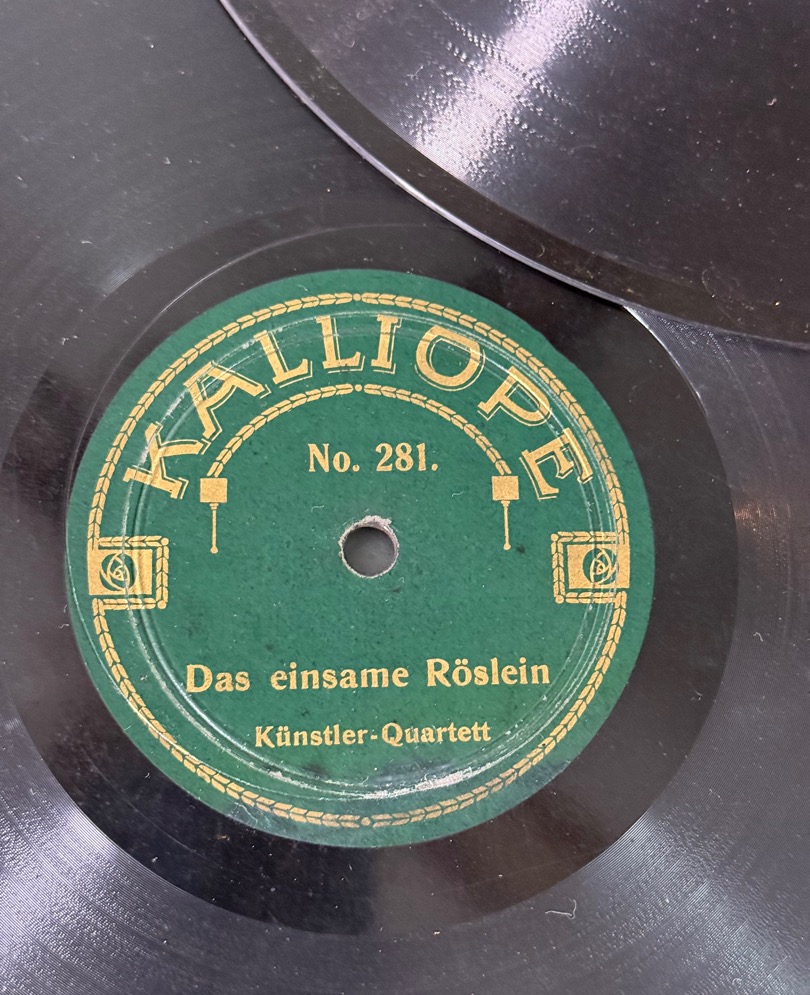 KALLIOPE
No. 281.
Das einsame Röslein
Künstler-Quartett